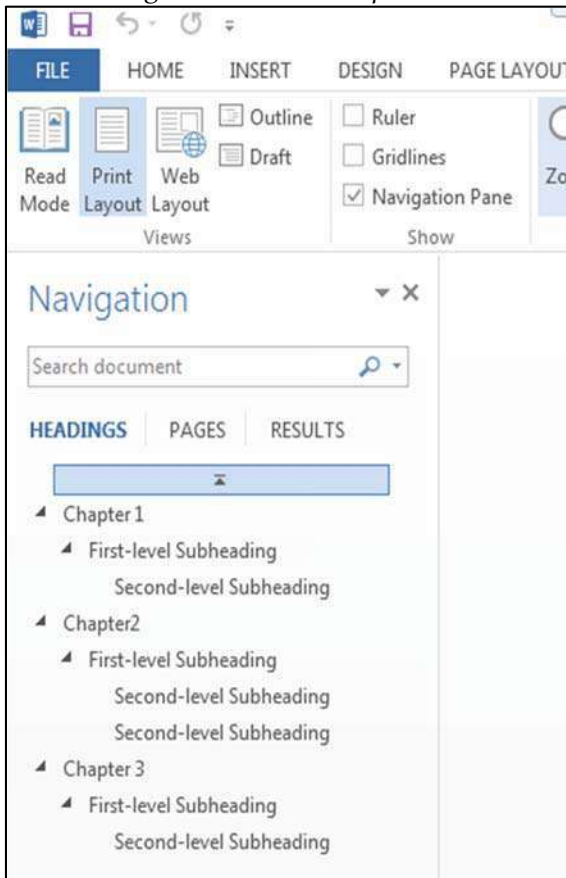 FILE HOME INSERT DESIGN PAGE LAYOUT
Outline Ruler
Draft Gridlines
Read Print Web Navigation Pane
Mode Layout Layout
Views Show
Navigation
Search document
HEADINGS PAGES RESULTS
Chapter 1
First-level Subheading
Second-level Subheading
Chapter2
First-level Subheading
Second-level Subheading
Second-level Subheading
Chapter 3
First-level Subheading
Second-level Subheading